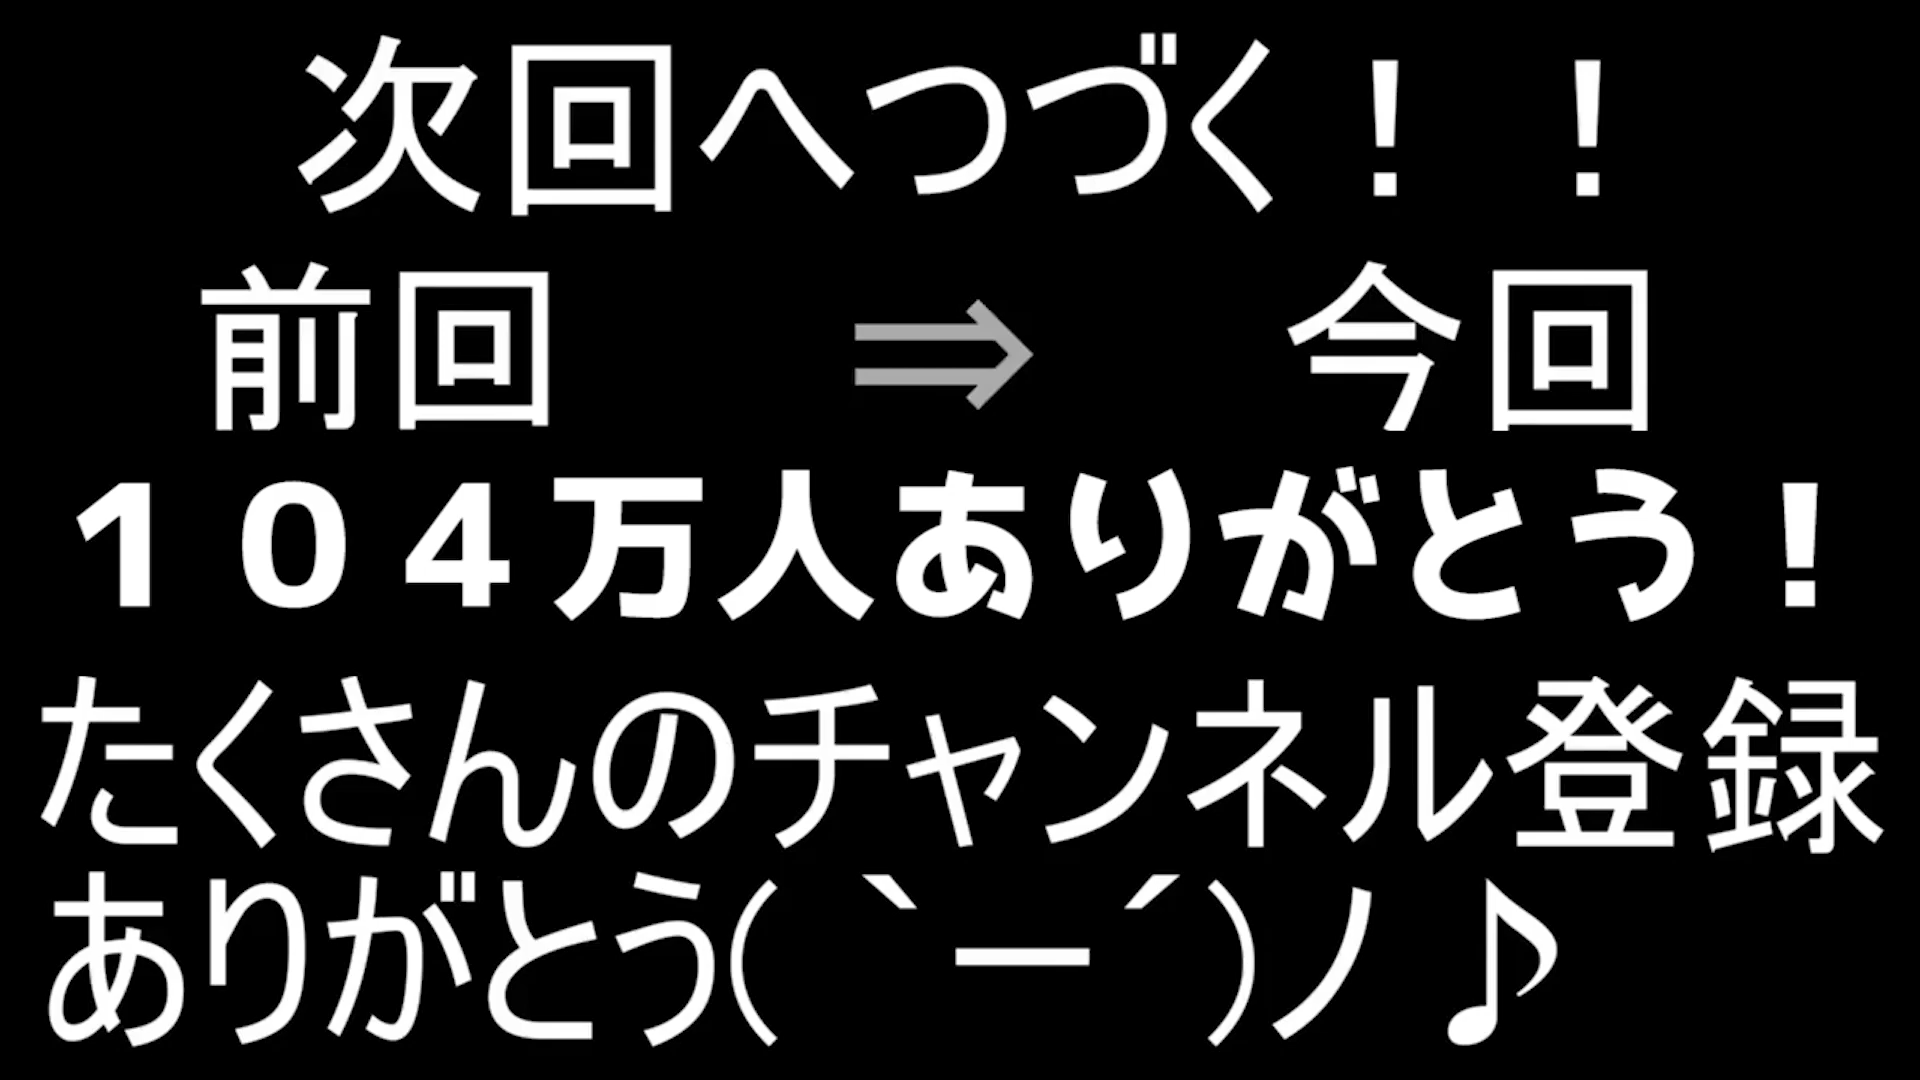 次回へつづく！！
前回　⇒　今回
１０４万人ありがとう！
たくさんのチャンネル登録
ありがとう( ｀ー´)ノ♪